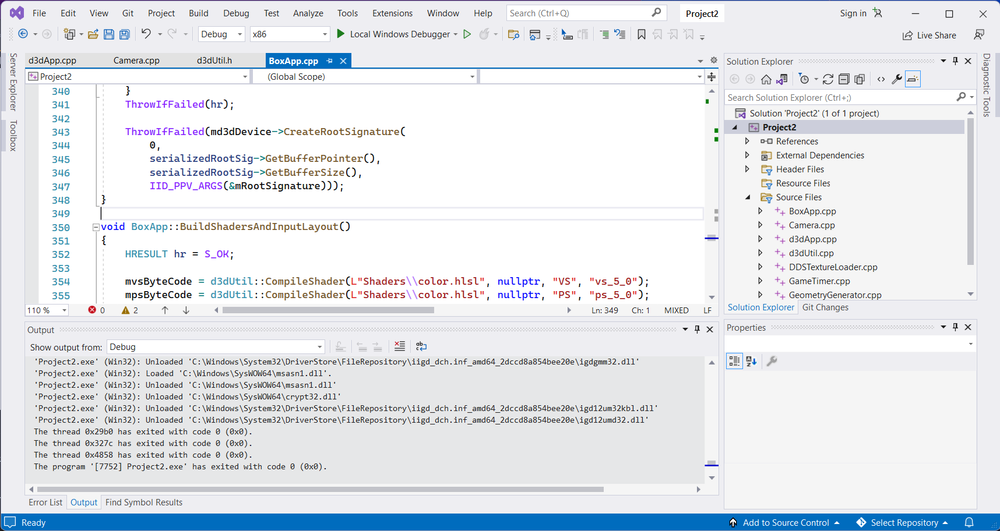 File Edit View Git Project Build Debug Test Analyze Tools Extensions Window Help Search (Ctrl+Q) Project2 Sign in
Debug x86 Local Windows Debugger Live Share
Server Explorer
Toolbox
d3dApp.cpp Camera.cpp d3dUtil.h BoxApp.cpp
Project2 (Global Scope)
340 }
341 ThrowIfFailed(hr);
342
343 ThrowIfFailed(md3dDevice->CreateRootSignature(
344 0,
345 serializedRootSig->GetBufferPointer(),
346 serializedRootSig->GetBufferSize(),
347 IID_PPV_ARGS(&mRootSignature)));
348 }
349
350 void BoxApp::BuildShadersAndInputLayout()
351 {
352 HRESULT hr = S_OK;
353
354 mvsByteCode = d3dUtil::CompileShader(L"Shaders\\color.hlsl", nullptr, "VS", "vs_5_0");
355 mpsByteCode = d3dUtil::CompileShader(L"Shaders\\color.hlsl", nullptr, "PS", "ps_5_0");
110 % 0 2 Ln: 349 Ch: 1 MIXED LF
Output
Show output from: Debug
'Project2.exe' (Win32): Unloaded 'C:\Windows\System32\DriverStore\FileRepository\iigd_dch.inf_amd64_2dccd8a854bee20e\igdgmm32.dll'
'Project2.exe' (Win32): Loaded 'C:\Windows\SysWOW64\msasn1.dll'.
'Project2.exe' (Win32): Unloaded 'C:\Windows\SysWOW64\msasn1.dll'
'Project2.exe' (Win32): Unloaded 'C:\Windows\SysWOW64\crypt32.dll'
'Project2.exe' (Win32): Unloaded 'C:\Windows\System32\DriverStore\FileRepository\iigd_dch.inf_amd64_2dccd8a854bee20e\igd12um32kbl.dll'
'Project2.exe' (Win32): Unloaded 'C:\Windows\System32\DriverStore\FileRepository\iigd_dch.inf_amd64_2dccd8a854bee20e\igd12umd32.dll'
The thread 0x29b0 has exited with code 0 (0x0).
The thread 0x327c has exited with code 0 (0x0).
The thread 0x4858 has exited with code 0 (0x0).
The program '[7752] Project2.exe' has exited with code 0 (0x0).
Error List Output Find Symbol Results
Solution Explorer
Search Solution Explorer (Ctrl+;)
Solution 'Project2' (1 of 1 project)
Project2
References
External Dependencies
Header Files
Resource Files
Source Files
BoxApp.cpp
Camera.cpp
d3dApp.cpp
d3dUtil.cpp
DDSTextureLoader.cpp
GameTimer.cpp
GeometryGenerator.cpp
Solution Explorer Git Changes
Properties
Diagnostic Tools
Ready Add to Source Control Select Repository